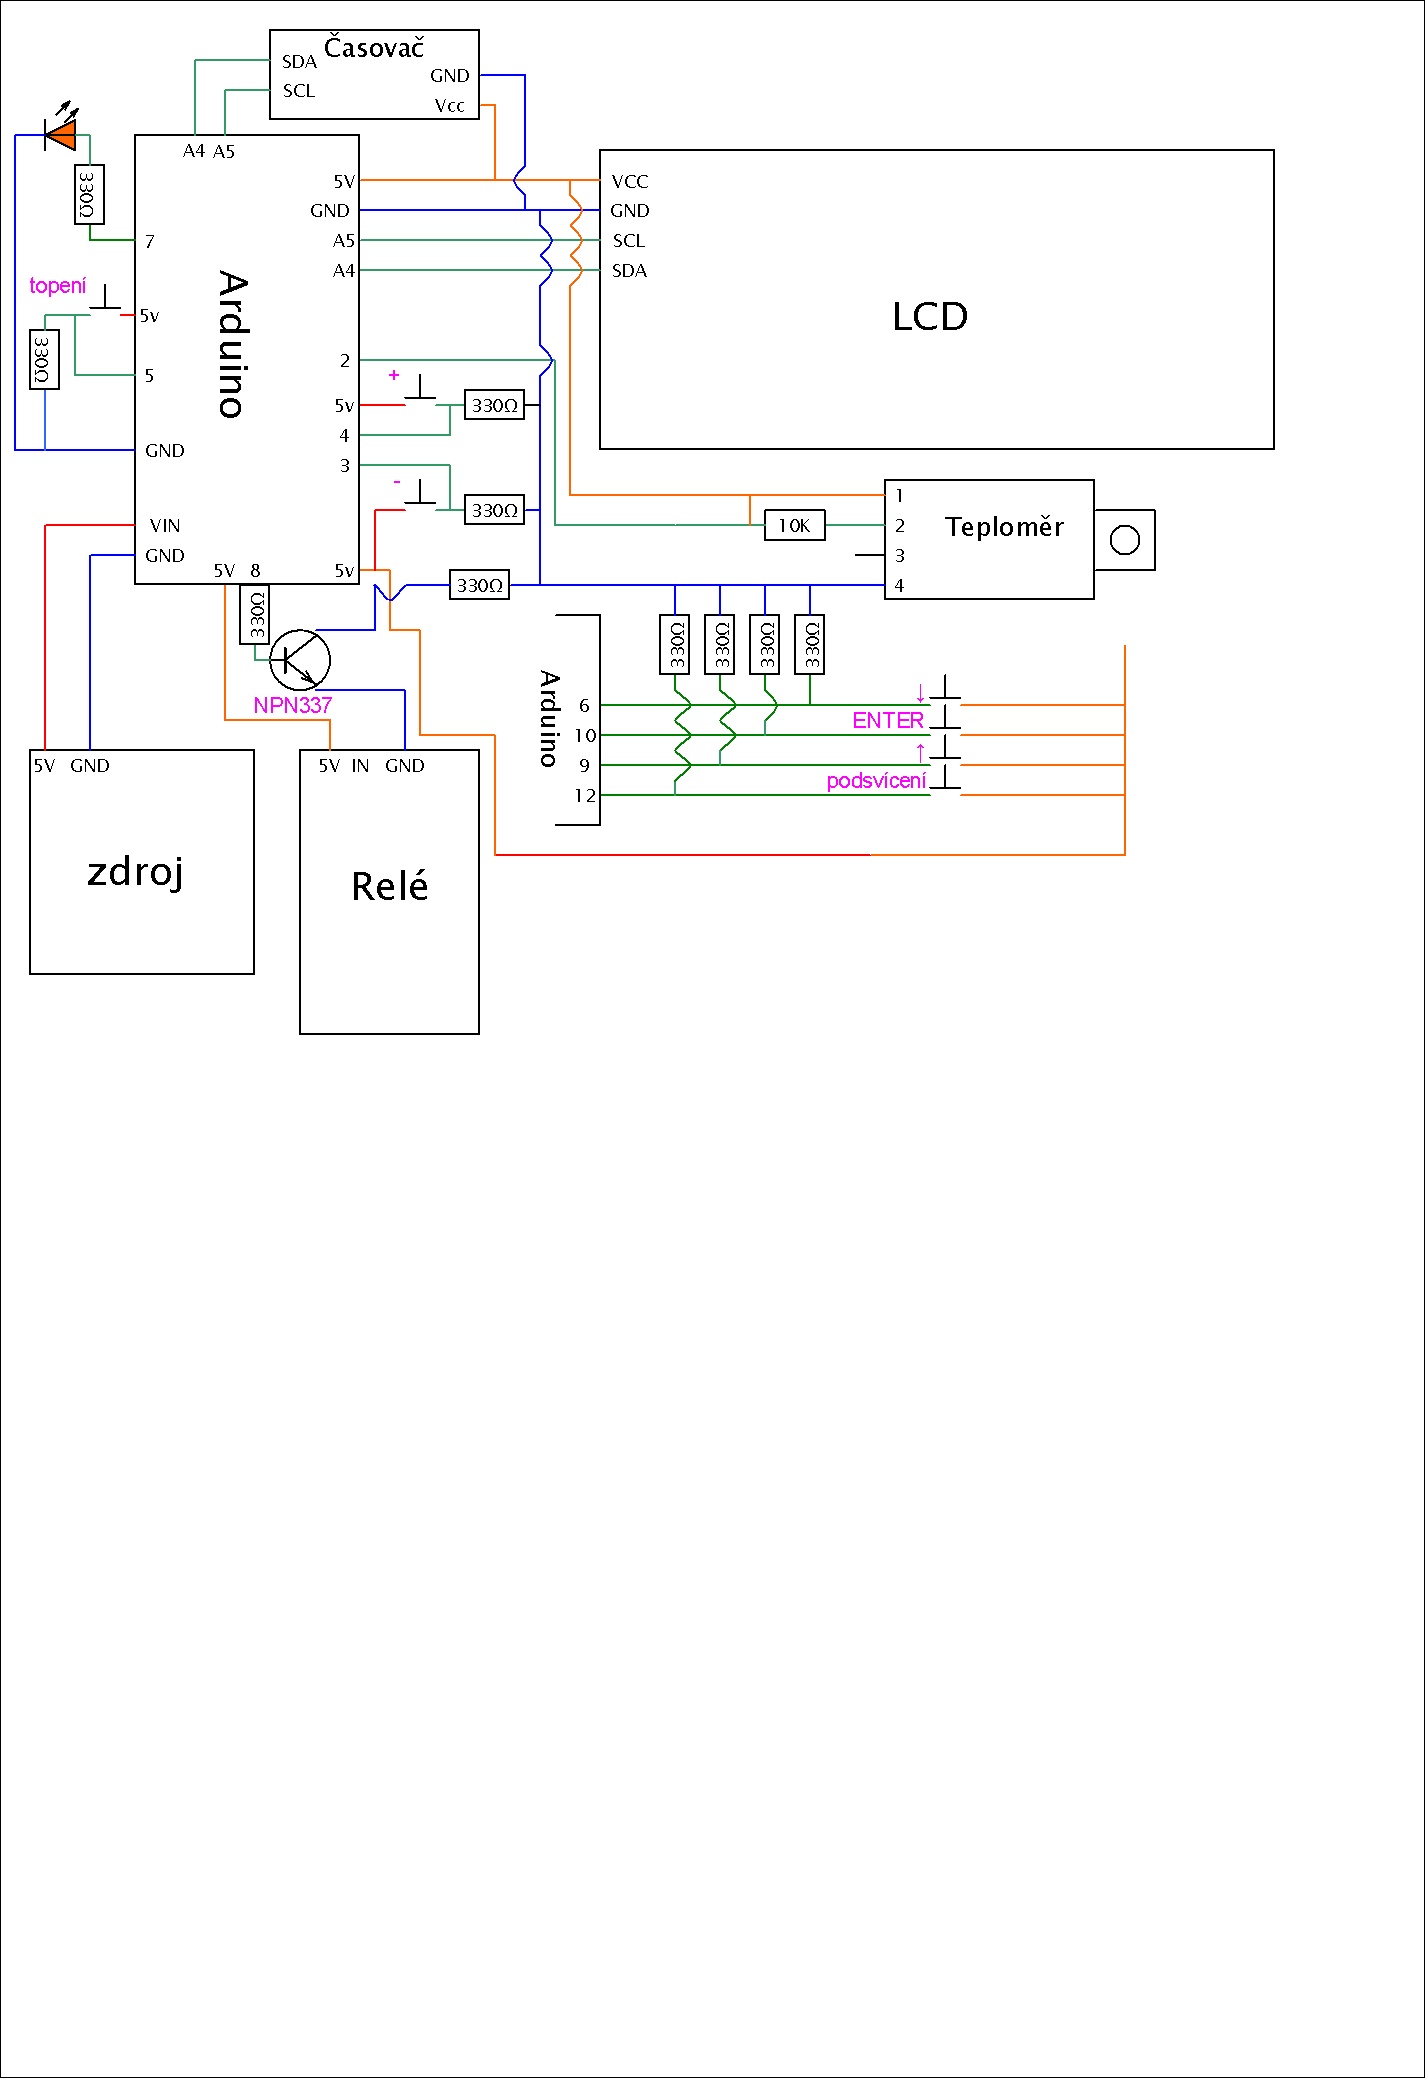 Časovač
SDA
SCL
GND
Vcc
A4 A5
330Ω
7
topení
5v
330Ω
5
GND
VIN
GND
Arduino
5V
GND
A5
A4
2
5v
4
3
5v
5V 8
330Ω
+
330Ω
-
330Ω
330Ω
NPN337
VCC
GND
SCL
SDA
LCD
1
2
3
4
Teploměr
10K
330Ω
330Ω
330Ω
330Ω
Arduino
6
10
9
12
↓
ENTER
↑
podsvícení
5V GND
zdroj
5V IN GND
Relé